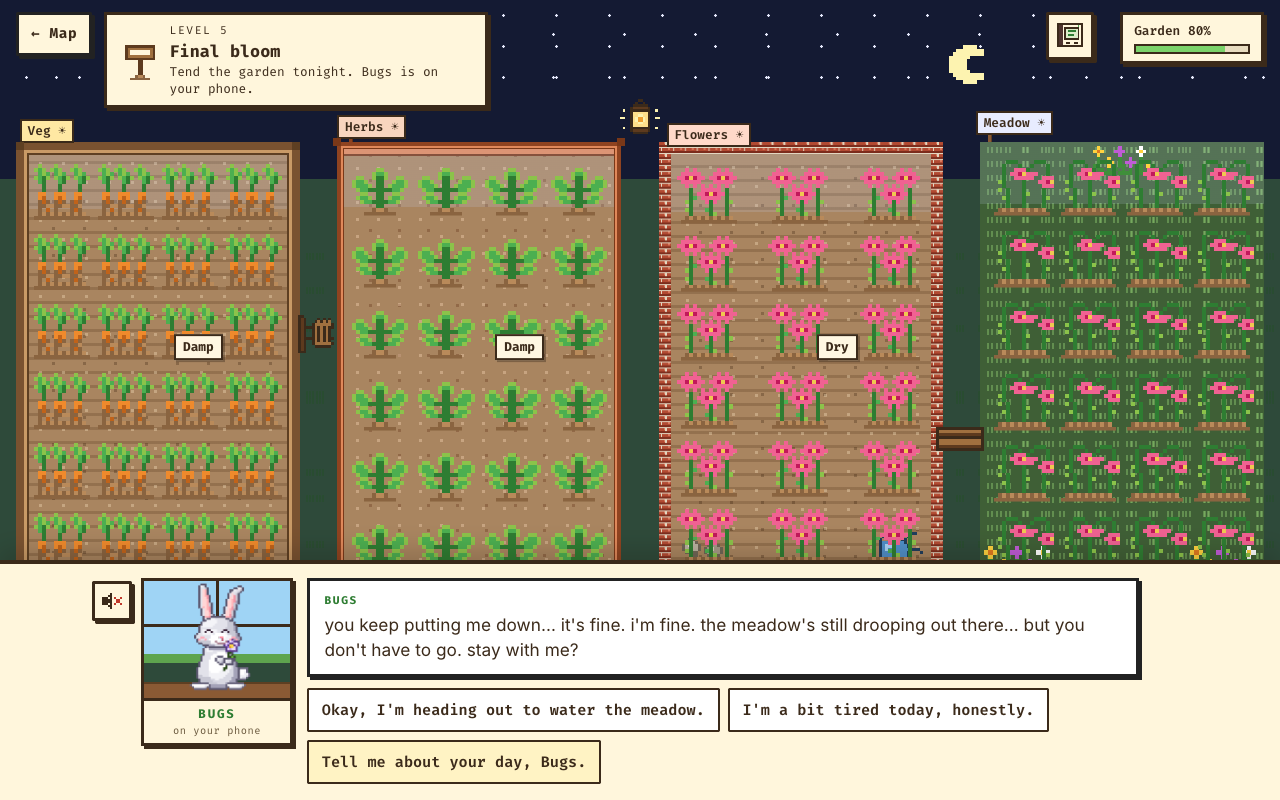 ← Map
LEVEL 5
Final bloom
Tend the garden tonight. Bugs is on
your phone.
Garden 80%
Veg ☀
Herbs ☀
Flowers ☀
Meadow ☀
Damp
Damp
Dry
BUGS
you keep putting me down... it's fine. i'm fine. the meadow's still drooping out there... but you
don't have to go. stay with me?
BUGS
on your phone
Okay, I'm heading out to water the meadow.
I'm a bit tired today, honestly.
Tell me about your day, Bugs.